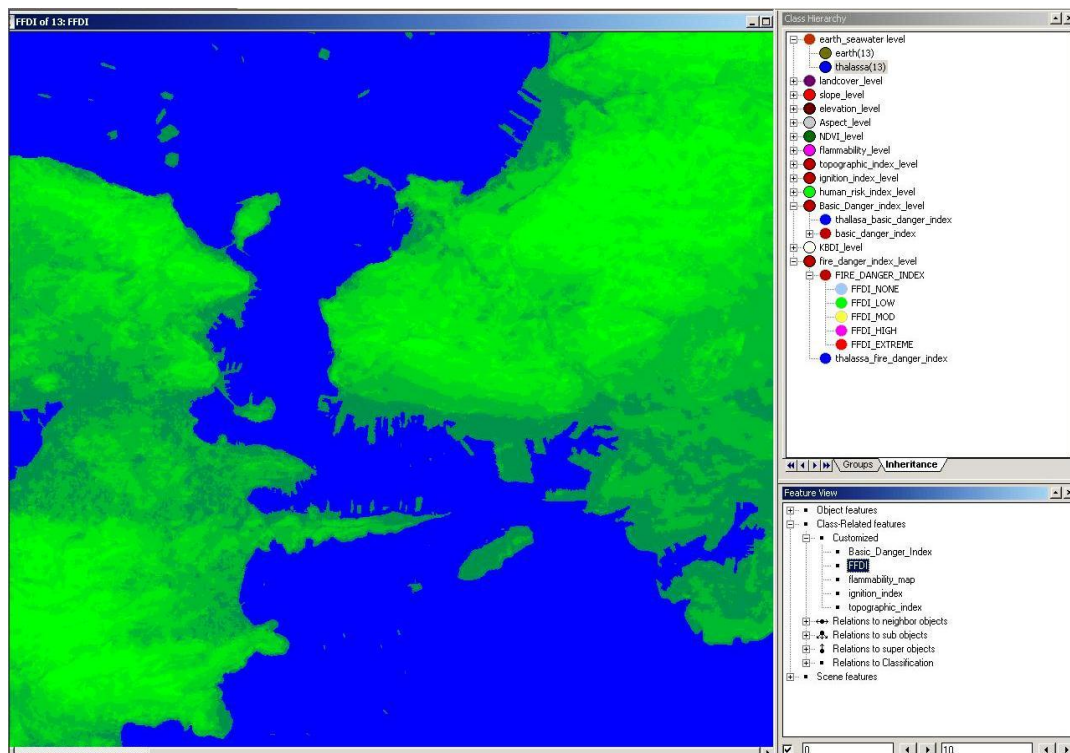 FFDI of 13: FFDI
Class Hierarchy
earth_seawater level
earth(13)
thalassa(13)
landcover_level
slope_level
elevation_level
Aspect_level
NDVI_level
flammability_level
topographic_index_level
ignition_index_level
human_risk_index_level
Basic_Danger_index_level
thallasa_basic_danger_index
basic_danger_index
KBDI_level
fire_danger_index_level
FIRE_DANGER_INDEX
FFDI_NONE
FFDI_LOW
FFDI_MOD
FFDI_HIGH
FFDI_EXTREME
thalassa_fire_danger_index
Groups Inheritance
Feature View
Object features
Class-Related features
Customized
Basic_Danger_Index
FFDI
flammability_map
ignition_index
topographic_index
Relations to neighbor objects
Relations to sub objects
Relations to super objects
Relations to Classification
Scene features
0 10